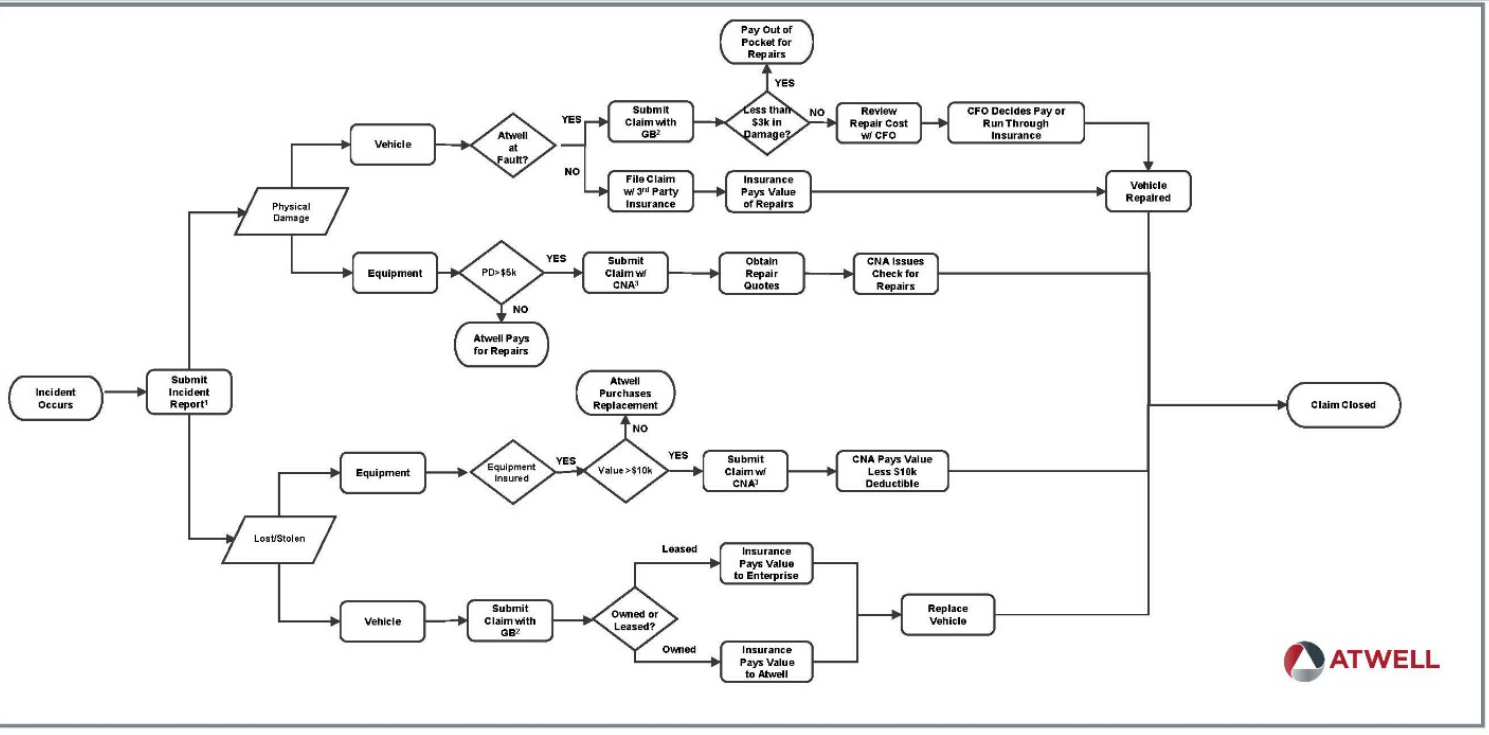 Pay Out of
Pocket for
Repairs
YES
Vehicle
Atwell
at
Fault?
YES
NO
Submit
Claim with
GB²
Less than
$3k in
Damage?
NO
Review
Repair Cost
w/ CFO
CFO Decides Pay or
Run Through
Insurance
File Claim
w/ 3rd Party
Insurance
Insurance
Pays Value
of Repairs
Vehicle
Repaired
Physical
Damage
Equipment
PD>$5k
YES
NO
Submit
Claim w/
CNA³
Obtain
Repair
Quotes
CNA Issues
Check for
Repairs
Atwell Pays
for Repairs
Incident
Occurs
Submit
Incident
Report¹
Atwell
Purchases
Replacement
NO
Claim Closed
Equipment
Equipment
Insured
YES
Value>$10k
YES
Submit
Claim w/
CNA³
CNA Pays Value
Less $10k
Deductible
Lost/Stolen
Vehicle
Submit
Claim with
GB²
Owned or
Leased?
Leased
Insurance
Pays Value
to Enterprise
Owned
Insurance
Pays Value
to Atwell
Replace
Vehicle
ATWELL